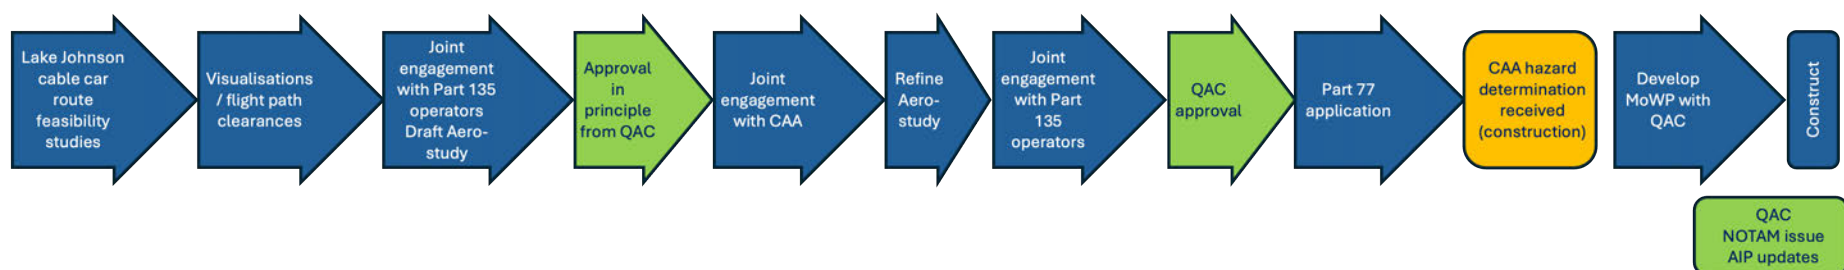 Lake Johnson
cable car
route
feasibility
studies
Visualisations
/ flight path
clearances
Joint
engagement
with Part 135
operators
Draft Aero-
study
Approval
in
principle
from QAC
Joint
engagement
with CAA
Refine
Aero-
study
Joint
engagement
with Part
135
operators
QAC
approval
Part 77
application
CAA hazard
determination
received
(construction)
Develop
MoWP with
QAC
Construct
QAC
NOTAM issue
AIP updates